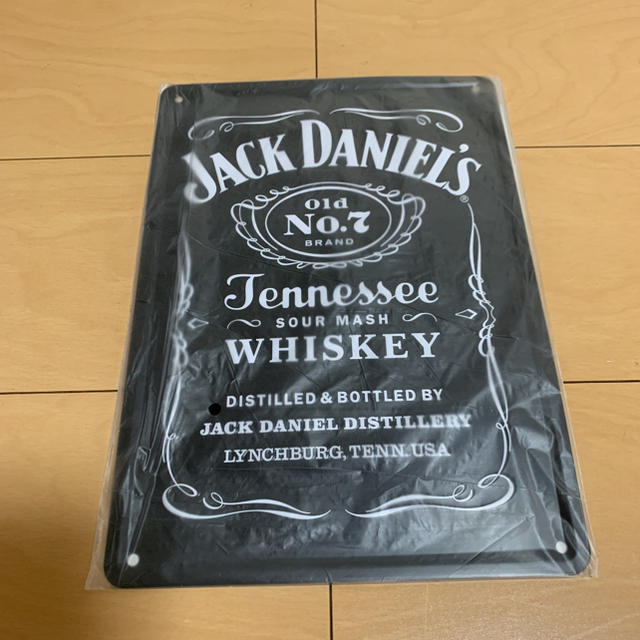 JACK DANIEL'S
®
Old
No.7
BRAND
Tennessee
SOUR MASH
WHISKEY
DISTILLED & BOTTLED BY
JACK DANIEL DISTILLERY
LYNCHBURG, TENN. USA